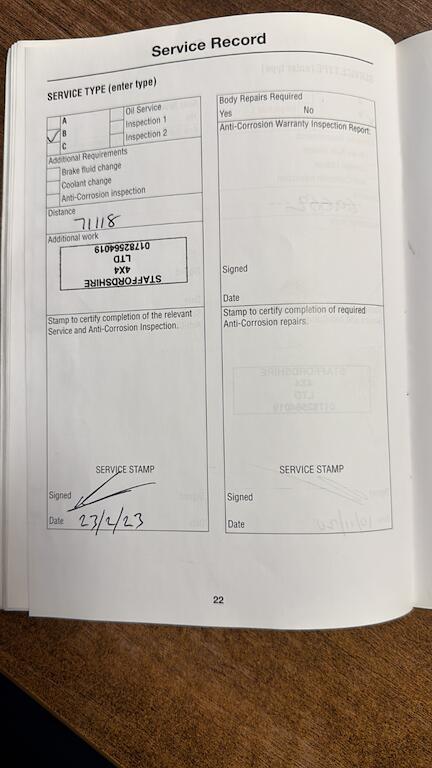 Service Record
SERVICE TYPE (enter type)
A
B
C
Oil Service
Inspection 1
Inspection 2
Additional Requirements
Brake fluid change
Coolant change
Anti-Corrosion inspection
Distance
71118
Additional work
STAFFORDSHIRE
4X4
LTD
01782564019
Stamp to certify completion of the relevant
Service and Anti-Corrosion Inspection.
SERVICE STAMP
Signed
Date 23/2/23
Body Repairs Required
Yes No
Anti-Corrosion Warranty Inspection Report:
Signed
Date
Stamp to certify completion of required
Anti-Corrosion repairs.
SERVICE STAMP
Signed
Date
22